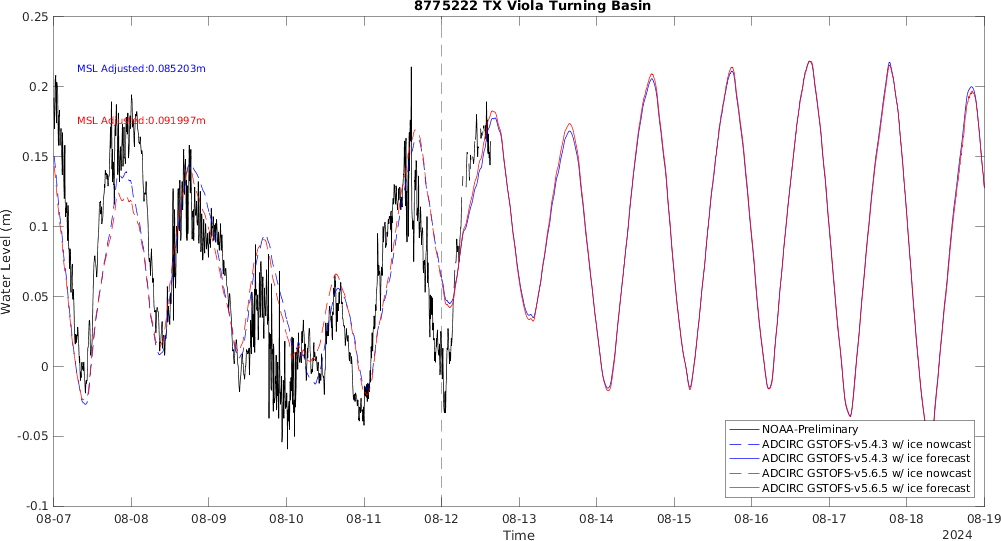 8775222 TX Viola Turning Basin
0.25
0.2
0.15
0.1
0.05
0
-0.05
-0.1
Water Level (m)
MSL Adjusted:0.085203m
MSL Adjusted:0.091997m
NOAA-Preliminary
ADCIRC GSTOFS-v5.4.3 w/ ice nowcast
ADCIRC GSTOFS-v5.4.3 w/ ice forecast
ADCIRC GSTOFS-v5.6.5 w/ ice nowcast
ADCIRC GSTOFS-v5.6.5 w/ ice forecast
08-07 08-08 08-09 08-10 08-11 08-12 08-13 08-14 08-15 08-16 08-17 08-18 08-19
Time
2024